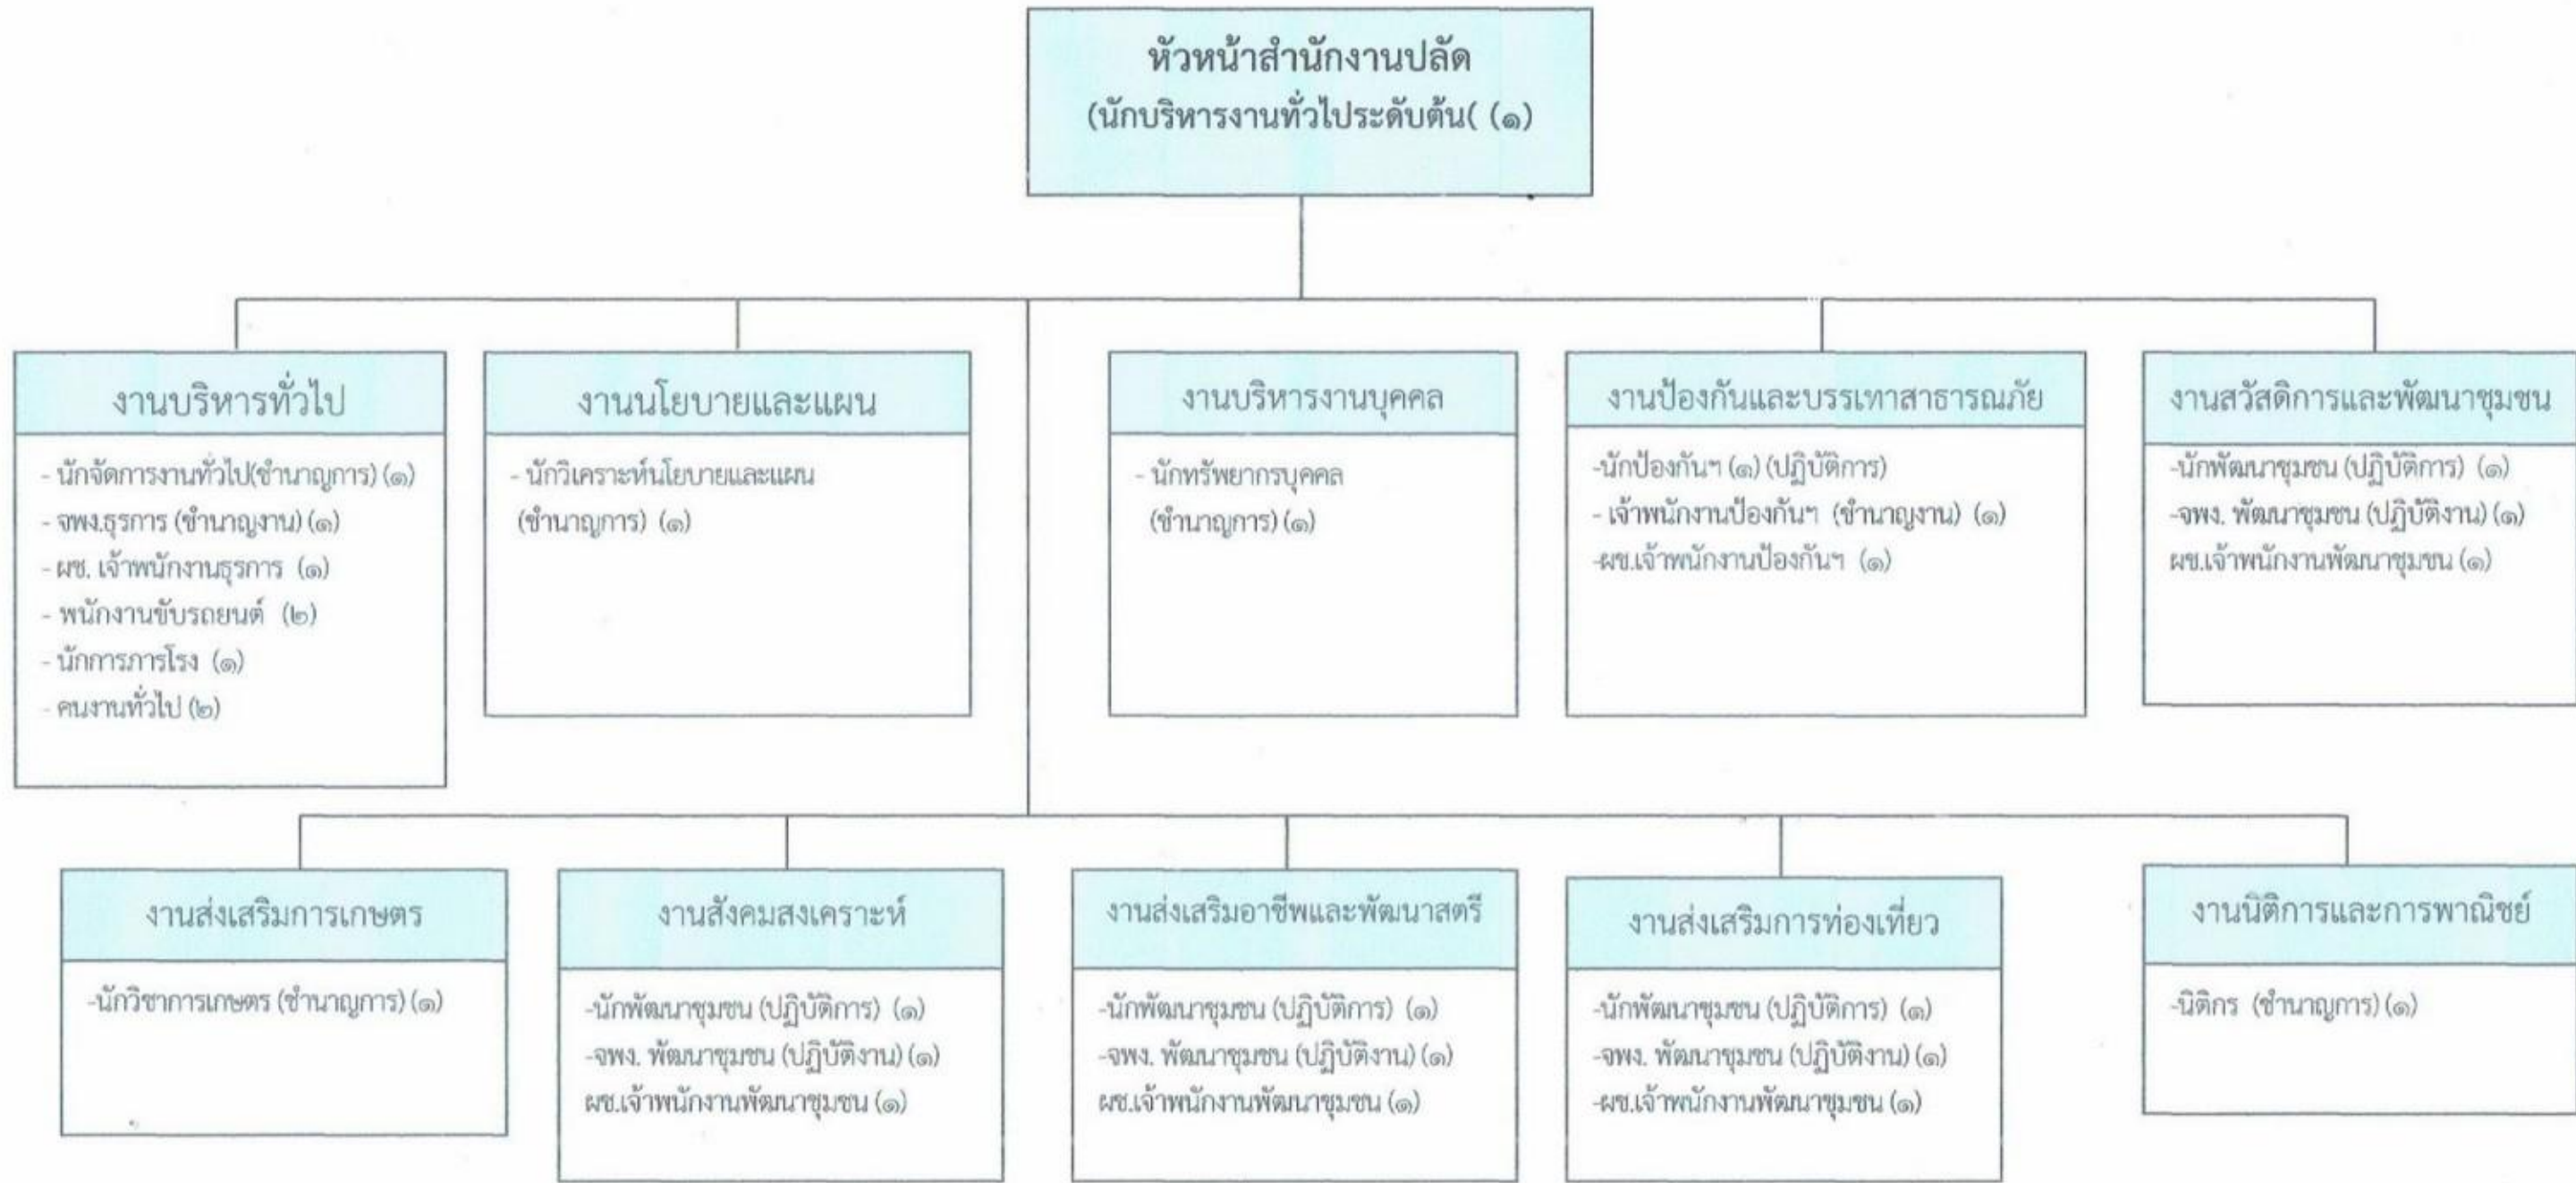 หัวหน้าสำนักงานปลัด
(นักบริหารงานทั่วไประดับต้น( (๑)
งานบริหารทั่วไป
- นักจัดการงานทั่วไป(ชำนาญการ) (๑)
- จพง.ธุรการ (ชำนาญงาน) (๑)
- ผช. เจ้าพนักงานธุรการ (๑)
- พนักงานขับรถยนต์ (๒)
- นักการภารโรง (๑)
- คนงานทั่วไป (๒)
งานนโยบายและแผน
- นักวิเคราะห์นโยบายและแผน
(ชำนาญการ) (๑)
งานบริหารงานบุคคล
- นักทรัพยากรบุคคล
(ชำนาญการ) (๑)
งานป้องกันและบรรเทาสาธารณภัย
-นักป้องกันฯ (๑) (ปฏิบัติการ)
- เจ้าพนักงานป้องกันฯ (ชำนาญงาน) (๑)
-ผช.เจ้าพนักงานป้องกันฯ (๑)
งานสวัสดิการและพัฒนาชุมชน
-นักพัฒนาชุมชน (ปฏิบัติการ) (๑)
-จพง. พัฒนาชุมชน (ปฏิบัติงาน) (๑)
ผช.เจ้าพนักงานพัฒนาชุมชน (๑)
งานส่งเสริมการเกษตร
-นักวิชาการเกษตร (ชำนาญการ) (๑)
งานสังคมสงเคราะห์
-นักพัฒนาชุมชน (ปฏิบัติการ) (๑)
-จพง. พัฒนาชุมชน (ปฏิบัติงาน) (๑)
ผช.เจ้าพนักงานพัฒนาชุมชน (๑)
งานส่งเสริมอาชีพและพัฒนาสตรี
-นักพัฒนาชุมชน (ปฏิบัติการ) (๑)
-จพง. พัฒนาชุมชน (ปฏิบัติงาน) (๑)
ผช.เจ้าพนักงานพัฒนาชุมชน (๑)
งานส่งเสริมการท่องเที่ยว
-นักพัฒนาชุมชน (ปฏิบัติการ) (๑)
-จพง. พัฒนาชุมชน (ปฏิบัติงาน) (๑)
-ผช.เจ้าพนักงานพัฒนาชุมชน (๑)
งานนิติการและการพาณิชย์
-นิติกร (ชำนาญการ) (๑)